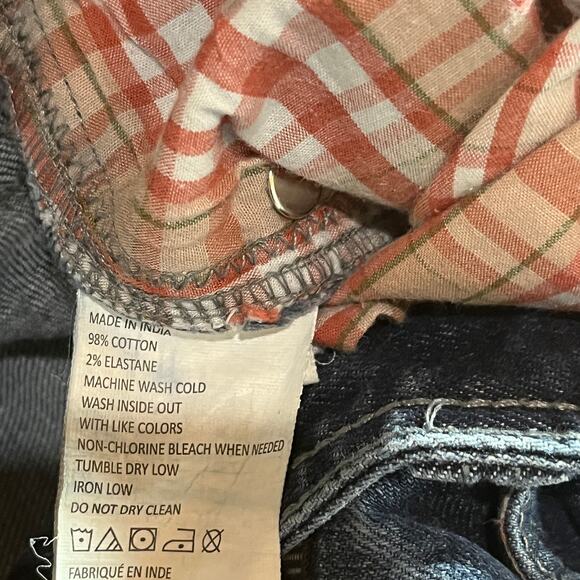 MADE IN INDIA
98% COTTON
2% ELASTANE
MACHINE WASH COLD
WASH INSIDE OUT
WITH LIKE COLORS
NON-CHLORINE BLEACH WHEN NEEDED
TUMBLE DRY LOW
IRON LOW
DO NOT DRY CLEAN
FABRIQUÉ EN INDE